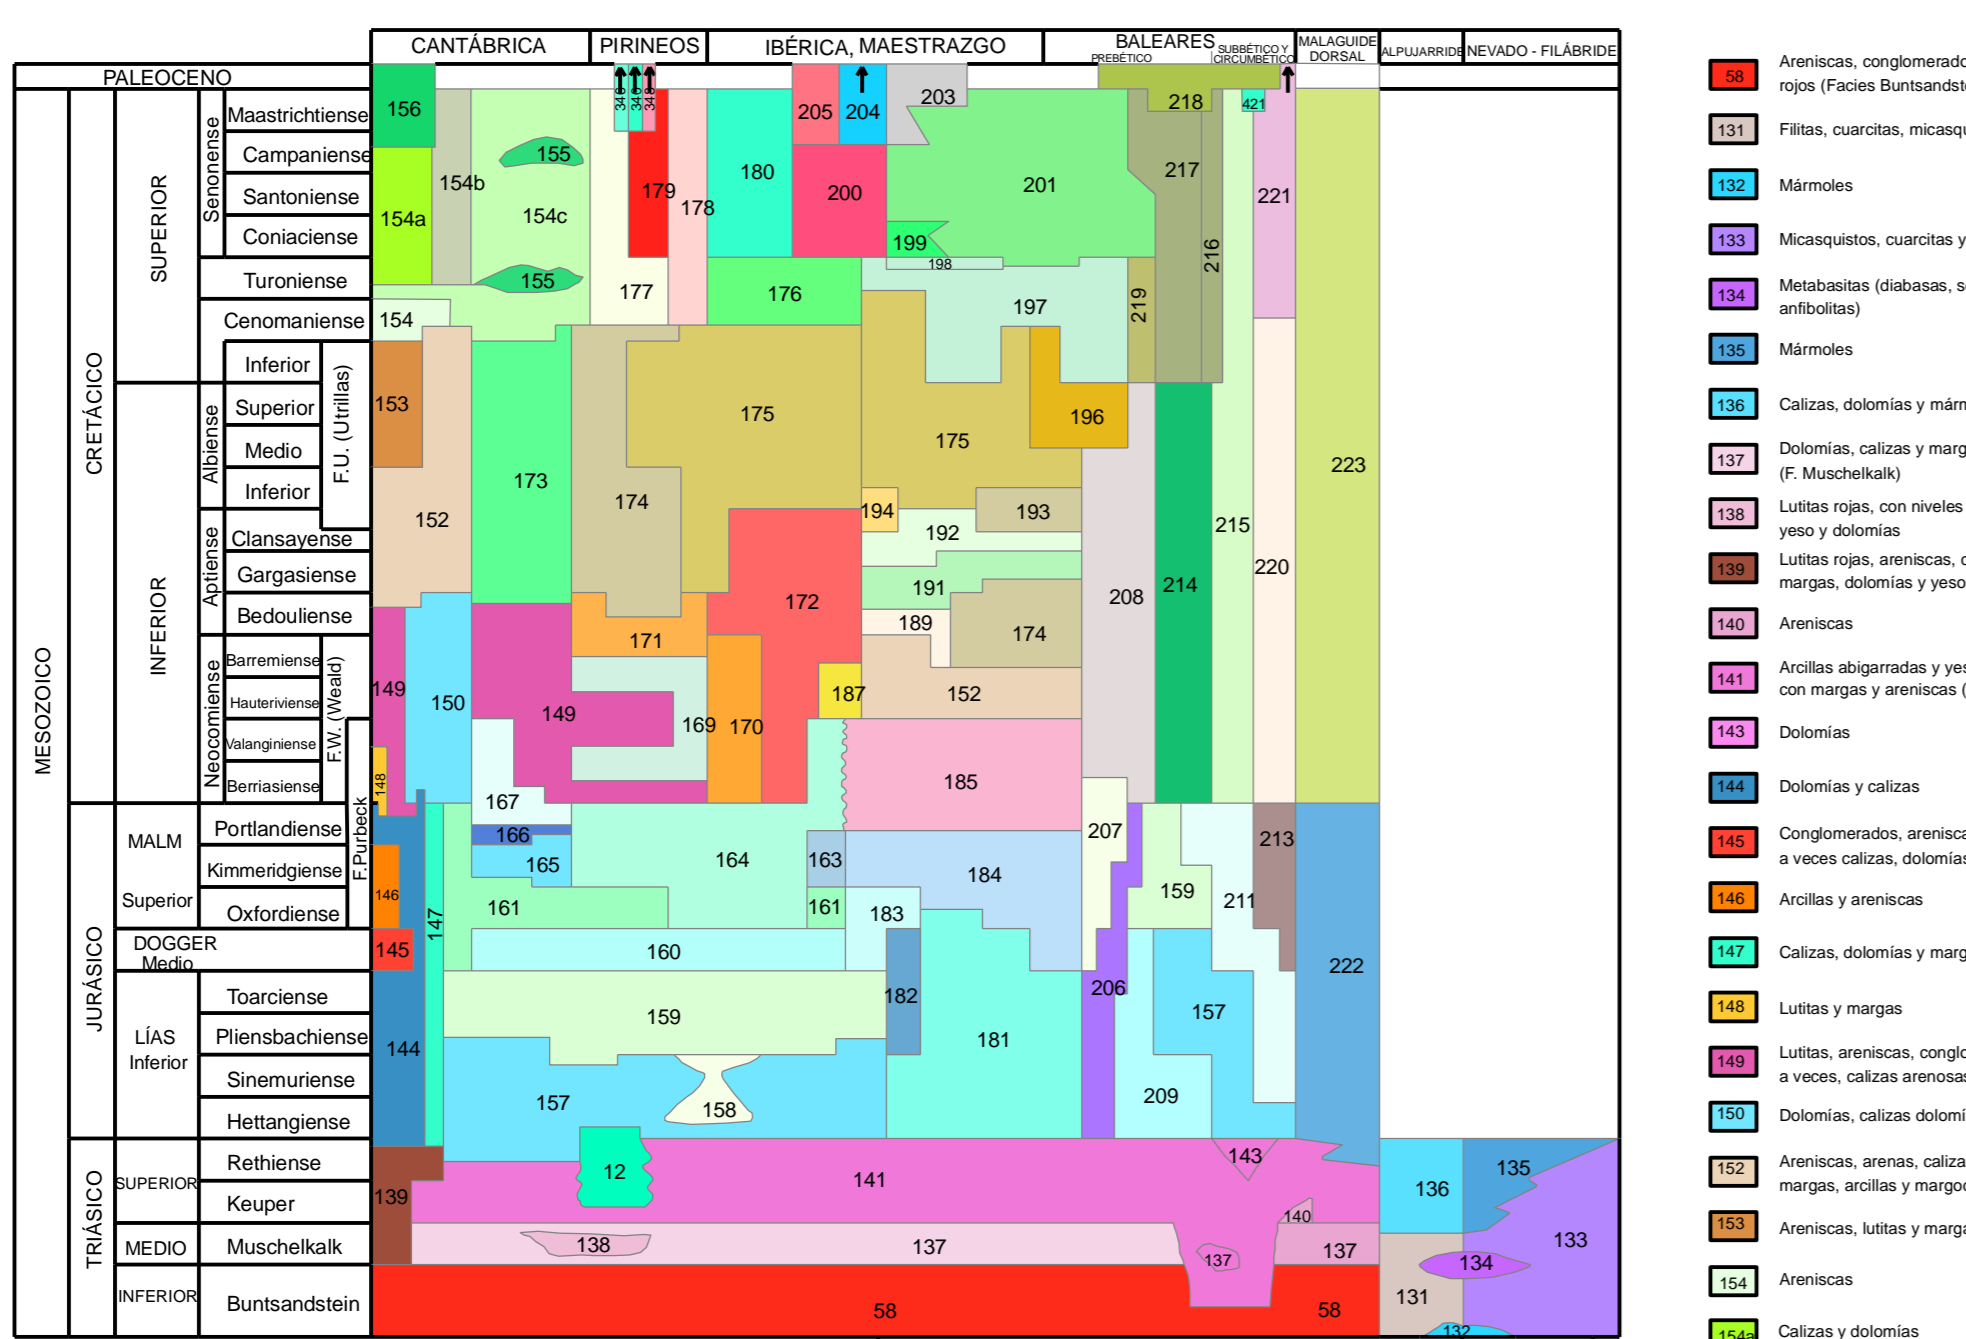 CANTÁBRICA
PIRINEOS
IBÉRICA, MAESTRAZGO
BALEARES
PREBÉTICO
SUBBÉTICO Y
CIRCUMBÉTICO
MALAGUIDE
DORSAL
ALPUJARRIDE
NEVADO - FILÁBRIDE
PALEOCENO
MESOZOICO
CRETÁCICO
SUPERIOR
Senonense
Maastrichtiense
Campaniense
Santoniense
Coniaciense
Turoniense
Cenomaniense
INFERIOR
Albiense
Inferior
Superior
Medio
Inferior
F.U. (Utrillas)
Aptiense
Clansayense
Gargasiense
Bedouliense
Neocomiense
Barremiense
Hauteriviense
Valanginiense
Berriasiense
F.W. (Weald)
F.Purbeck
JURÁSICO
MALM
Superior
Portlandiense
Kimmeridgiense
Oxfordiense
DOGGER
Medio
LÍAS
Inferior
Toarciense
Pliensbachiense
Sinemuriense
Hettangiense
TRIÁSICO
SUPERIOR
Rethiense
Keuper
MEDIO
Muschelkalk
INFERIOR
Buntsandstein
156 346 340 348 205 204 203 218 421
154a 154b 155 154c 155 179 178 180 200 201 199 198 217 216 221
154 177 176 197 219
153 152 173 174 175 175 196 194 193 192 191 189 174 208 214 215 220 223
149 150 149 171 169 170 172 187 152 148 167 185
166 165 164 163 184 207 213
146 147 161 161 183 159 211
145 160 182 206 222
144 159 181 157
157 158 209
139 12 141 143 136 135
138 137 137 140 137 134 133
58 58 131 132
58 Areniscas, conglomerado
rojos (Facies Buntsandst
131 Filitas, cuarcitas, micasq
132 Mármoles
133 Micasquistos, cuarcitas y
134 Metabasitas (diabasas, s
anfibolitas)
135 Mármoles
136 Calizas, dolomías y márm
137 Dolomías, calizas y marg
(F. Muschelkalk)
138 Lutitas rojas, con niveles
yeso y dolomías
139 Lutitas rojas, areniscas, c
margas, dolomías y yeso
140 Areniscas
141 Arcillas abigarradas y yes
con margas y areniscas (
143 Dolomías
144 Dolomías y calizas
145 Conglomerados, arenisca
a veces calizas, dolomías
146 Arcillas y areniscas
147 Calizas, dolomías y marg
148 Lutitas y margas
149 Lutitas, areniscas, conglo
a veces, calizas arenosas
150 Dolomías, calizas dolomí
152 Areniscas, arenas, caliza
margas, arcillas y margo
153 Areniscas, lutitas y marga
154 Areniscas
154a Calizas y dolomías